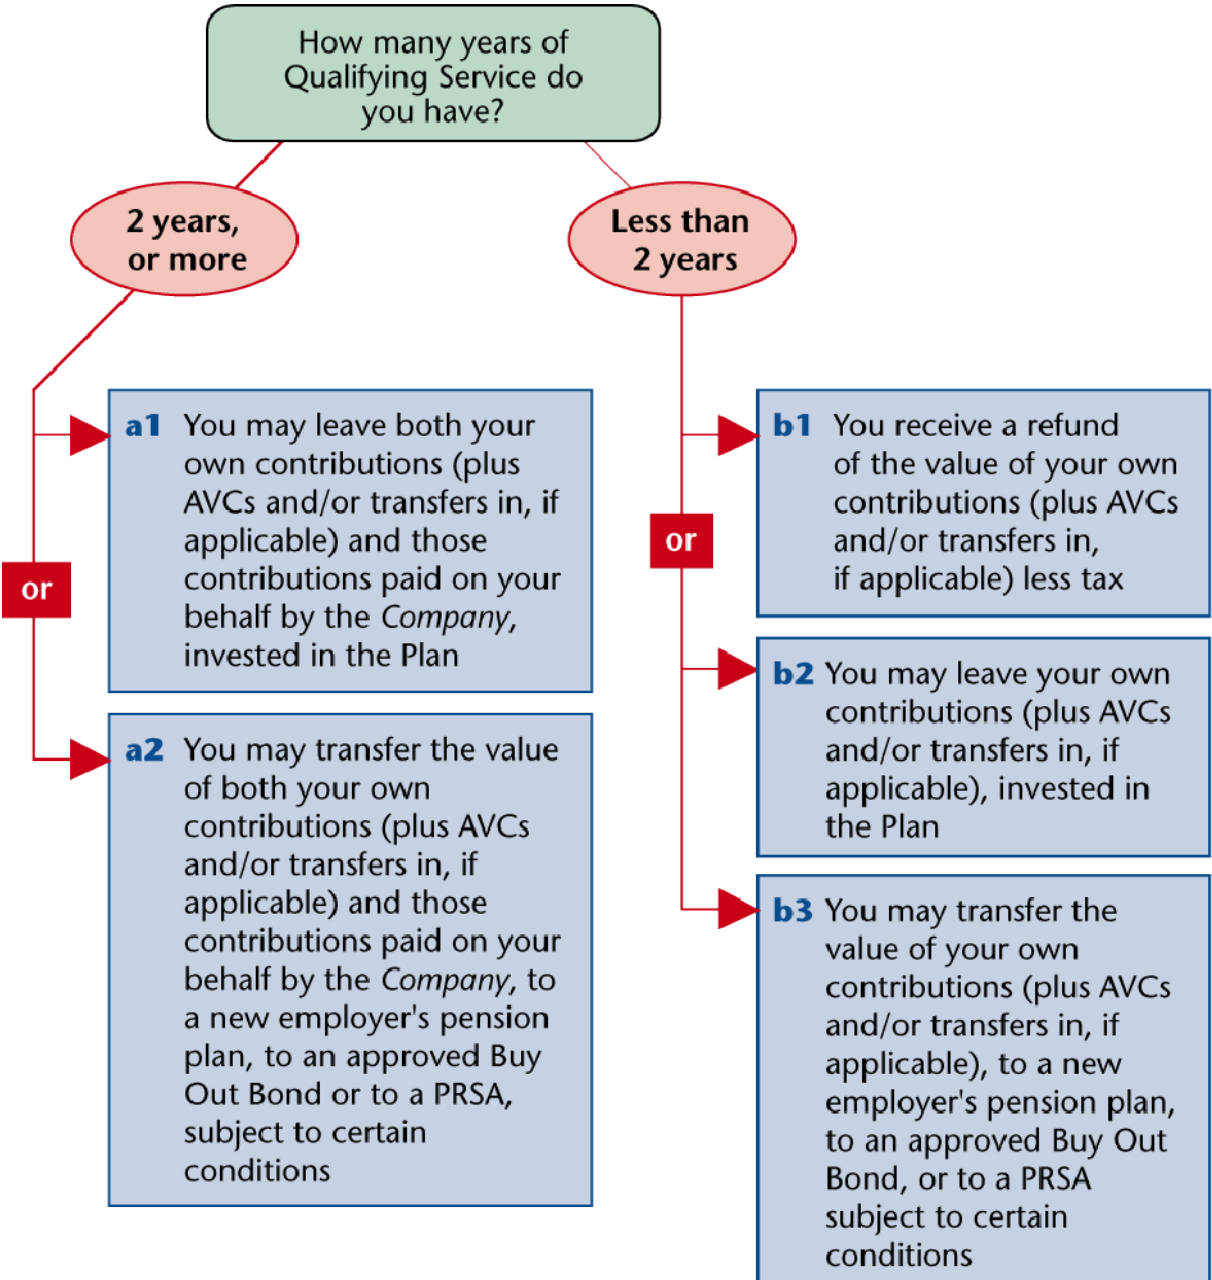 How many years of
Qualifying Service do
you have?
2 years,
or more
Less than
2 years
a1 You may leave both your
own contributions (plus
AVCs and/or transfers in, if
applicable) and those
contributions paid on your
behalf by the Company,
invested in the Plan
or
a2 You may transfer the value
of both your own
contributions (plus AVCs
and/or transfers in, if
applicable) and those
contributions paid on your
behalf by the Company, to
a new employer's pension
plan, to an approved Buy
Out Bond or to a PRSA,
subject to certain
conditions
b1 You receive a refund
of the value of your own
contributions (plus AVCs
and/or transfers in,
if applicable) less tax
or
b2 You may leave your own
contributions (plus AVCs
and/or transfers in, if
applicable), invested in
the Plan
b3 You may transfer the
value of your own
contributions (plus AVCs
and/or transfers in, if
applicable), to a new
employer's pension plan,
to an approved Buy Out
Bond, or to a PRSA
subject to certain
conditions